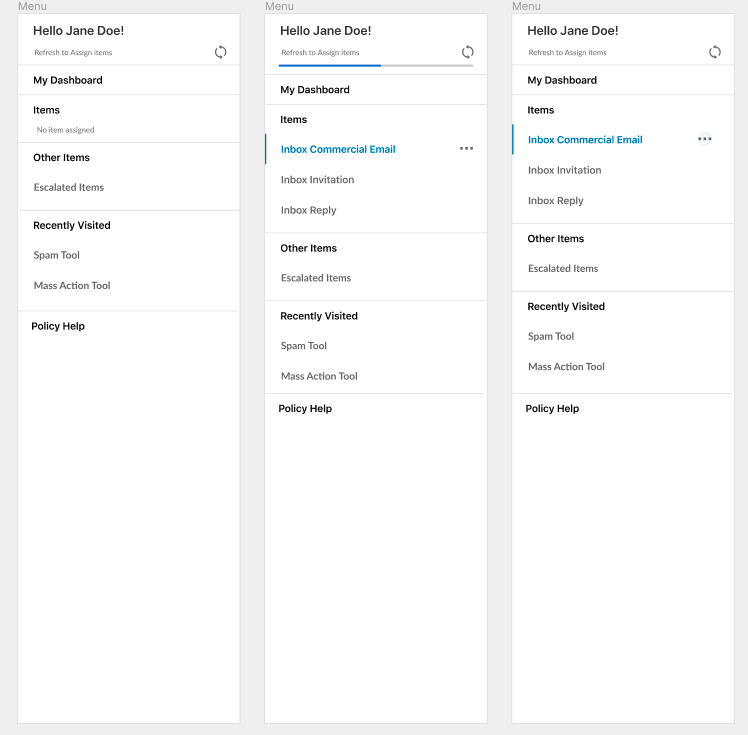 Menu
Hello Jane Doe!
Refresh to Assign items
My Dashboard
Items
No item assigned
Other Items
Escalated Items
Recently Visited
Spam Tool
Mass Action Tool
Policy Help
Menu
Hello Jane Doe!
Refresh to Assign items
My Dashboard
Items
Inbox Commercial Email
Inbox Invitation
Inbox Reply
Other Items
Escalated Items
Recently Visited
Spam Tool
Mass Action Tool
Policy Help
Menu
Hello Jane Doe!
Refresh to Assign items
My Dashboard
Items
Inbox Commercial Email
Inbox Invitation
Inbox Reply
Other Items
Escalated Items
Recently Visited
Spam Tool
Mass Action Tool
Policy Help